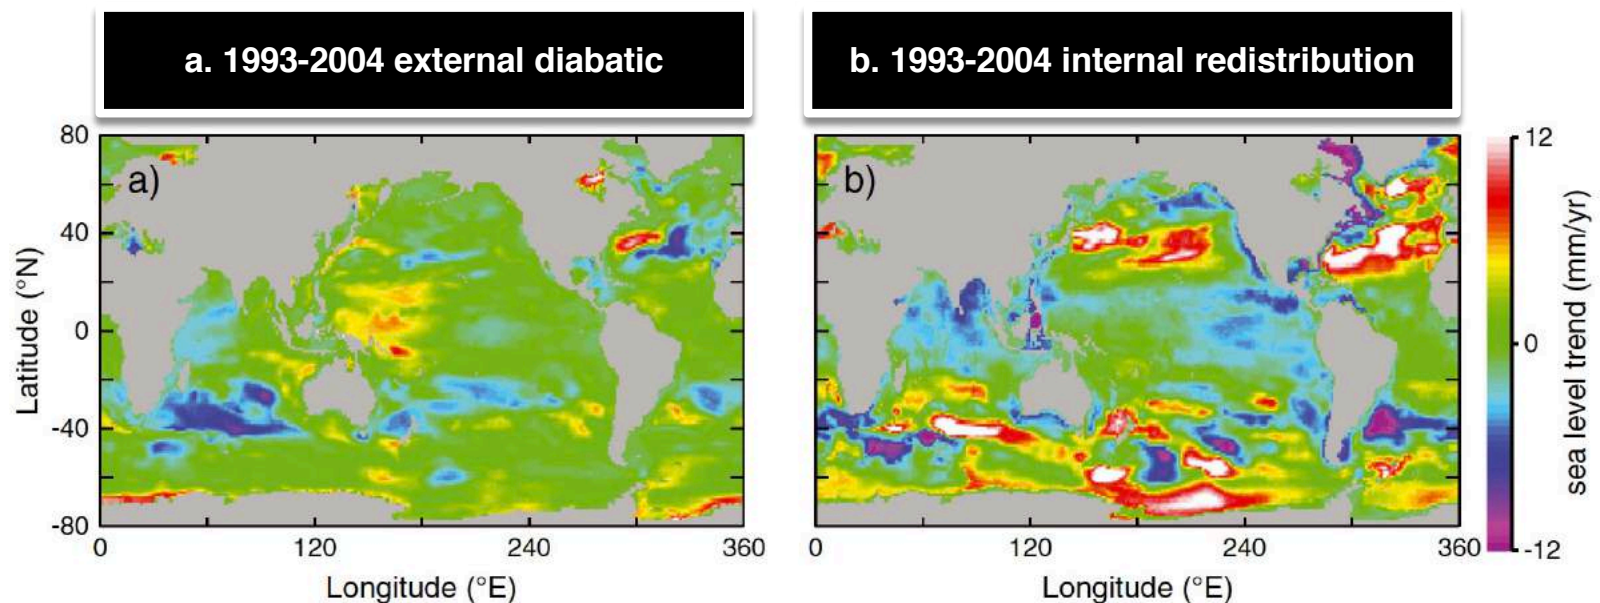 a. 1993-2004 external diabatic
b. 1993-2004 internal redistribution
a)
b)
80
40
0
-40
-80
Latitude (°N)
0 120 240 360
Longitude (°E)
0 120 240 360
Longitude (°E)
12
0
-12
sea level trend (mm/yr)